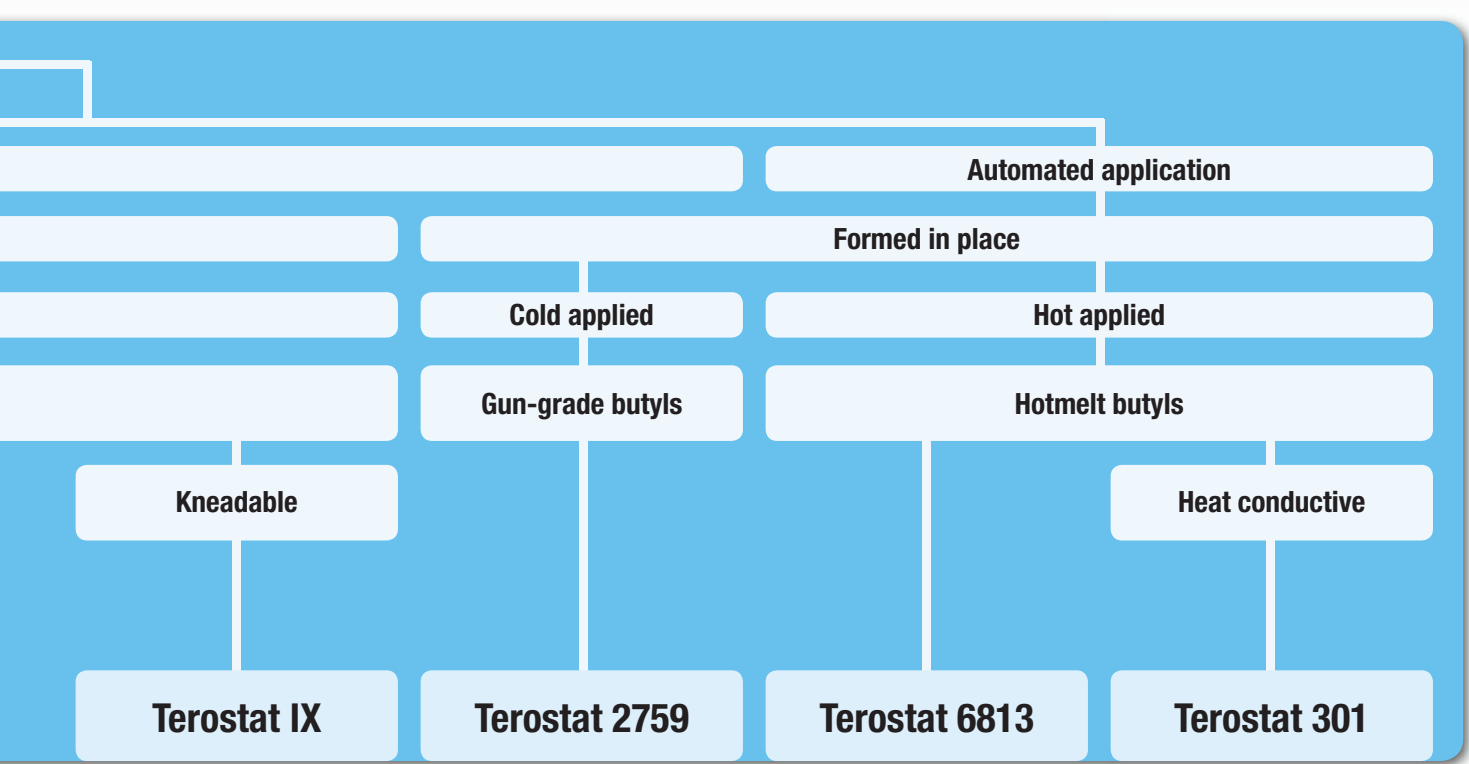 Automated application
Formed in place
Cold applied
Hot applied
Gun-grade butyls
Hotmelt butyls
Kneadable
Heat conductive
Terostat IX
Terostat 2759
Terostat 6813
Terostat 301